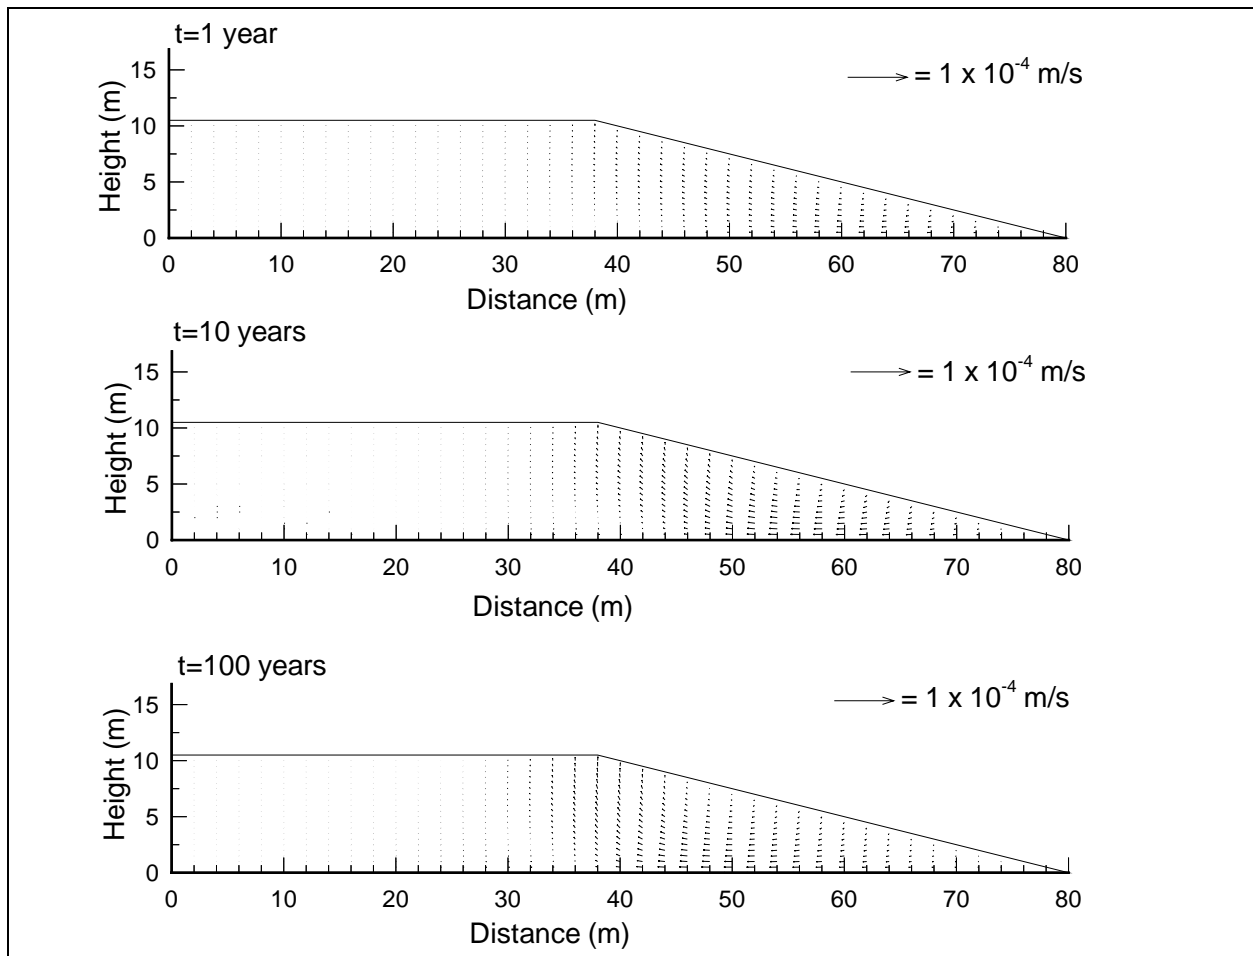 t=1 year
= 1 x 10⁻⁴ m/s
Height (m)
15
10
5
0
0 10 20 30 40 50 60 70 80
Distance (m)
t=10 years
= 1 x 10⁻⁴ m/s
Height (m)
15
10
5
0
0 10 20 30 40 50 60 70 80
Distance (m)
t=100 years
= 1 x 10⁻⁴ m/s
Height (m)
15
10
5
0
0 10 20 30 40 50 60 70 80
Distance (m)